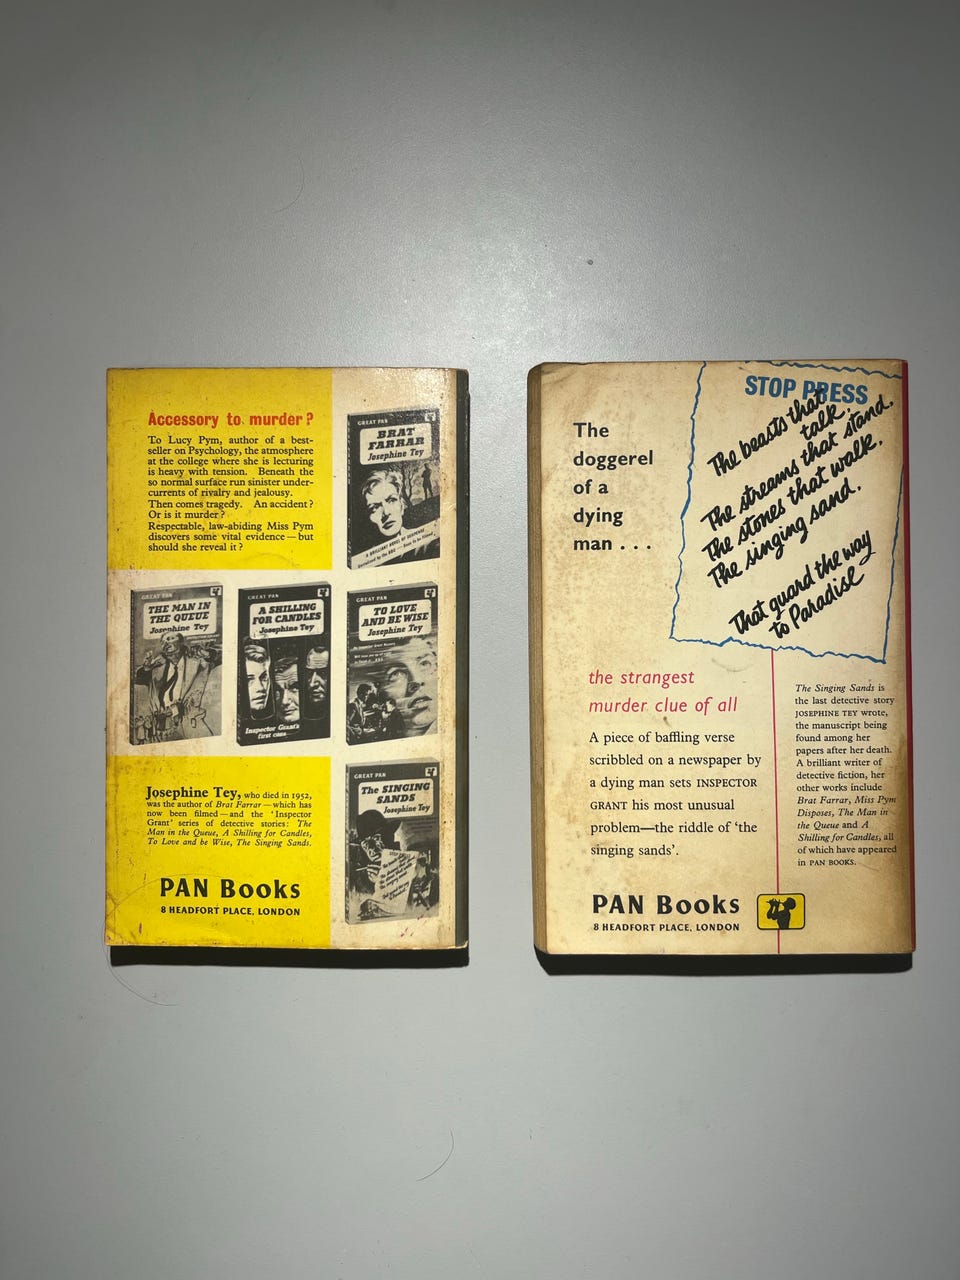 Accessory to murder?
To Lucy Pym, author of a best-
seller on Psychology, the atmosphere
at the college where she is lecturing
is heavy with tension. Beneath the
so normal surface run sinister under-
currents of rivalry and jealousy.
Then comes tragedy. An accident?
Or is it murder?
Respectable, law-abiding Miss Pym
discovers some vital evidence—but
should she reveal it?
GREAT PAN
BRAT
FARRAR
Josephine Tey
A BRILLIANT NOVEL OF SUSPENSE
GREAT PAN
THE MAN IN
THE QUEUE
Josephine Tey
GREAT PAN
A SHILLING
FOR CANDLES
Josephine Tey
Inspector Grant's
first case
GREAT PAN
TO LOVE
AND BE WISE
Josephine Tey
GREAT PAN
The SINGING
SANDS
Josephine Tey
Josephine Tey, who died in 1952,
was the author of Brat Farrar—which has
now been filmed—and the 'Inspector
Grant' series of detective stories: The
Man in the Queue, A Shilling for Candles,
To Love and be Wise, The Singing Sands.
PAN Books
8 HEADFORT PLACE, LONDON
The
doggerel
of a
dying
man . . .
STOP PRESS
The beasts that
talk.
The streams that stand.
The stones that walk.
The singing sand.
That guard the way
to Paradise
the strangest
murder clue of all
A piece of baffling verse
scribbled on a newspaper by
a dying man sets INSPECTOR
GRANT his most unusual
problem—the riddle of 'the
singing sands'.
The Singing Sands is
the last detective story
JOSEPHINE TEY wrote,
the manuscript being
found among her
papers after her death.
A brilliant writer of
detective fiction, her
other works include
Brat Farrar, Miss Pym
Disposes, The Man in
the Queue and A
Shilling for Candles, all
of which have appeared
in PAN BOOKS.
PAN Books
8 HEADFORT PLACE, LONDON